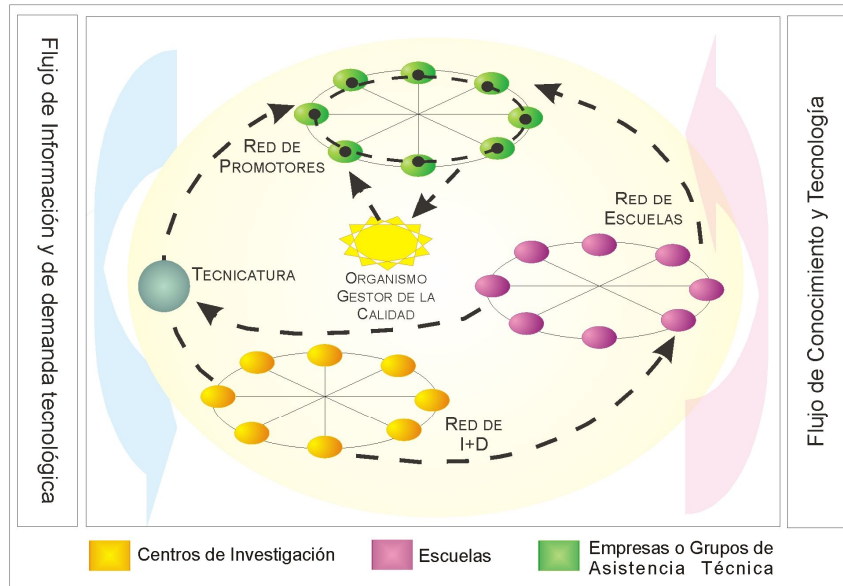 Flujo de Información y de demanda tecnológica
RED DE
PROMOTORES
RED DE
ESCUELAS
TECNICATURA
ORGANISMO
GESTOR DE LA
CALIDAD
RED DE
I+D
Flujo de Conocimiento y Tecnología
Centros de Investigación
Escuelas
Empresas o Grupos de
Asistencia Técnica